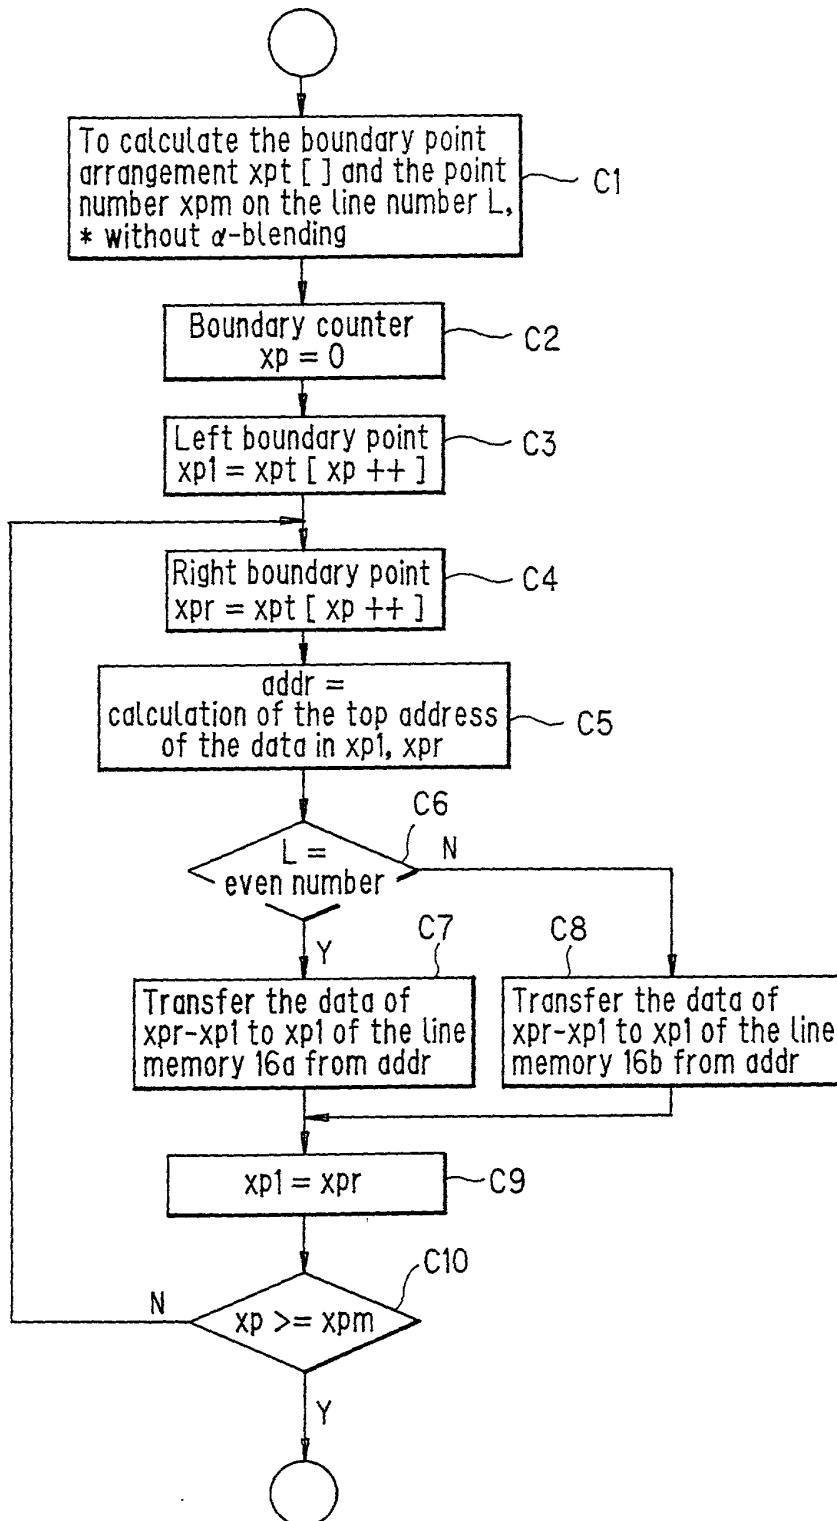 To calculate the boundary point
arrangement xpt [ ] and the point
number xpm on the line number L,
* without α-blending
C1
Boundary counter
xp = 0
C2
Left boundary point
xp1 = xpt [ xp ++ ]
C3
Right boundary point
xpr = xpt [ xp ++ ]
C4
addr =
calculation of the top address
of the data in xp1, xpr
C5
C6
L =
even number
N
Y
C7
Transfer the data of
xpr-xp1 to xp1 of the line
memory 16a from addr
C8
Transfer the data of
xpr-xp1 to xp1 of the line
memory 16b from addr
xp1 = xpr
C9
C10
xp >= xpm
N
Y